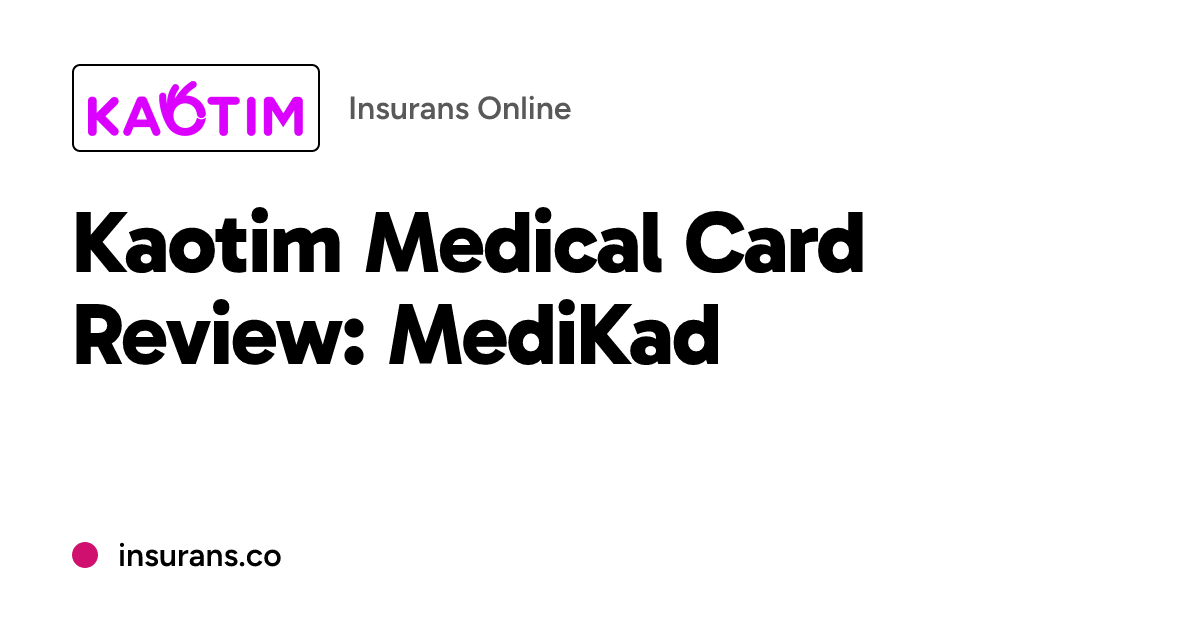 KAOTIM
Insurans Online
Kaotim Medical Card
Review: MediKad
insurans.co